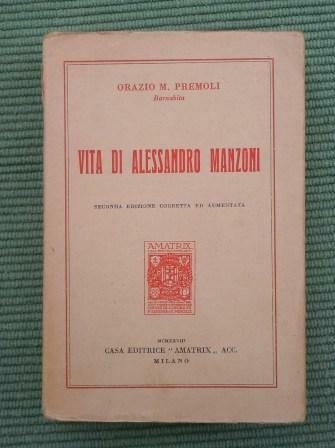 ORAZIO M. PREMOLI
Barnabita
VITA DI ALESSANDRO MANZONI
SECONDA EDIZIONE CORRETTA ED AUMENTATA
AMATRIX
MCMXXVIII
CASA EDITRICE "AMATRIX„ ACC.
MILANO